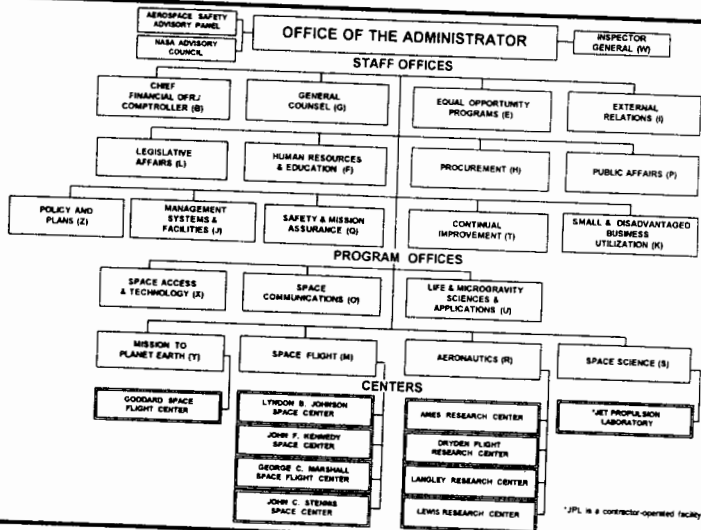 AEROSPACE SAFETY
ADVISORY PANEL
NASA ADVISORY
COUNCIL
OFFICE OF THE ADMINISTRATOR
INSPECTOR
GENERAL (W)
STAFF OFFICES
CHIEF
FINANCIAL OFR./
COMPTROLLER (B)
GENERAL
COUNSEL (G)
EQUAL OPPORTUNITY
PROGRAMS (E)
EXTERNAL
RELATIONS (I)
LEGISLATIVE
AFFAIRS (L)
HUMAN RESOURCES
& EDUCATION (F)
PROCUREMENT (H)
PUBLIC AFFAIRS (P)
POLICY AND
PLANS (Z)
MANAGEMENT
SYSTEMS &
FACILITIES (J)
SAFETY & MISSION
ASSURANCE (Q)
CONTINUAL
IMPROVEMENT (T)
SMALL & DISADVANTAGED
BUSINESS
UTILIZATION (K)
PROGRAM OFFICES
SPACE ACCESS
& TECHNOLOGY (X)
SPACE
COMMUNICATIONS (O)
LIFE & MICROGRAVITY
SCIENCES &
APPLICATIONS (U)
MISSION TO
PLANET EARTH (Y)
SPACE FLIGHT (M)
AERONAUTICS (R)
SPACE SCIENCE (S)
CENTERS
GODDARD SPACE
FLIGHT CENTER
LYNDON B. JOHNSON
SPACE CENTER
JOHN F. KENNEDY
SPACE CENTER
GEORGE C. MARSHALL
SPACE FLIGHT CENTER
JOHN C. STENNIS
SPACE CENTER
AMES RESEARCH CENTER
DRYDEN FLIGHT
RESEARCH CENTER
LANGLEY RESEARCH CENTER
LEWIS RESEARCH CENTER
*JET PROPULSION
LABORATORY
*JPL is a contractor-operated facility